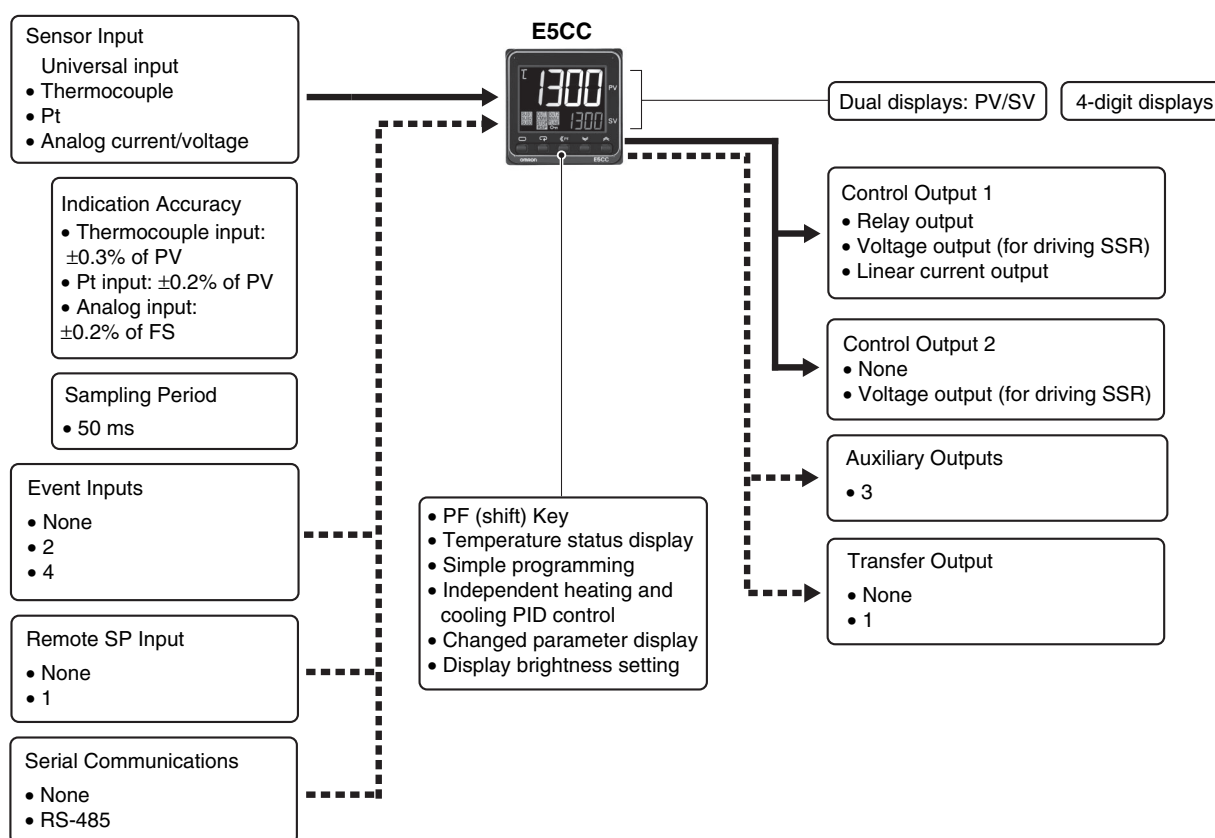 Sensor Input
Universal input
• Thermocouple
• Pt
• Analog current/voltage
Indication Accuracy
• Thermocouple input:
±0.3% of PV
• Pt input: ±0.2% of PV
• Analog input:
±0.2% of FS
Sampling Period
• 50 ms
Event Inputs
• None
• 2
• 4
Remote SP Input
• None
• 1
Serial Communications
• None
• RS-485
E5CC
1300
PV
1300
SV
PF
OMRON
E5CC
• PF (shift) Key
• Temperature status display
• Simple programming
• Independent heating and
cooling PID control
• Changed parameter display
• Display brightness setting
Dual displays: PV/SV
4-digit displays
Control Output 1
• Relay output
• Voltage output (for driving SSR)
• Linear current output
Control Output 2
• None
• Voltage output (for driving SSR)
Auxiliary Outputs
• 3
Transfer Output
• None
• 1